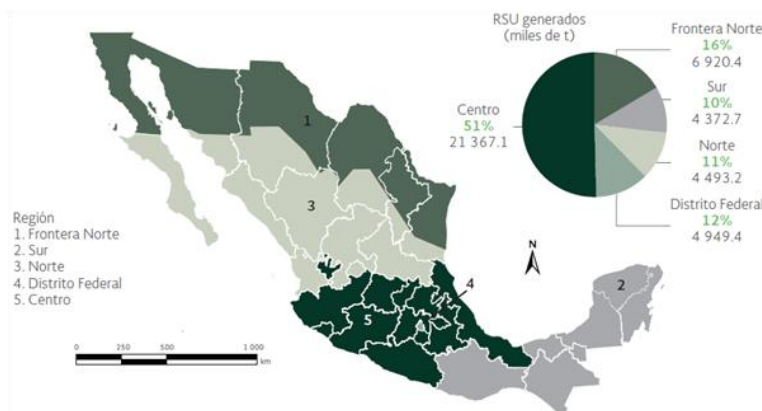 RSU generados
(miles de t)
Frontera Norte
16%
6 920.4
Sur
10%
4 372.7
Norte
11%
4 493.2
Distrito Federal
12%
4 949.4
Centro
51%
21 367.1
1
3
2
4
5
N
Región
1. Frontera Norte
2. Sur
3. Norte
4. Distrito Federal
5. Centro
0 250 500 1 000
km